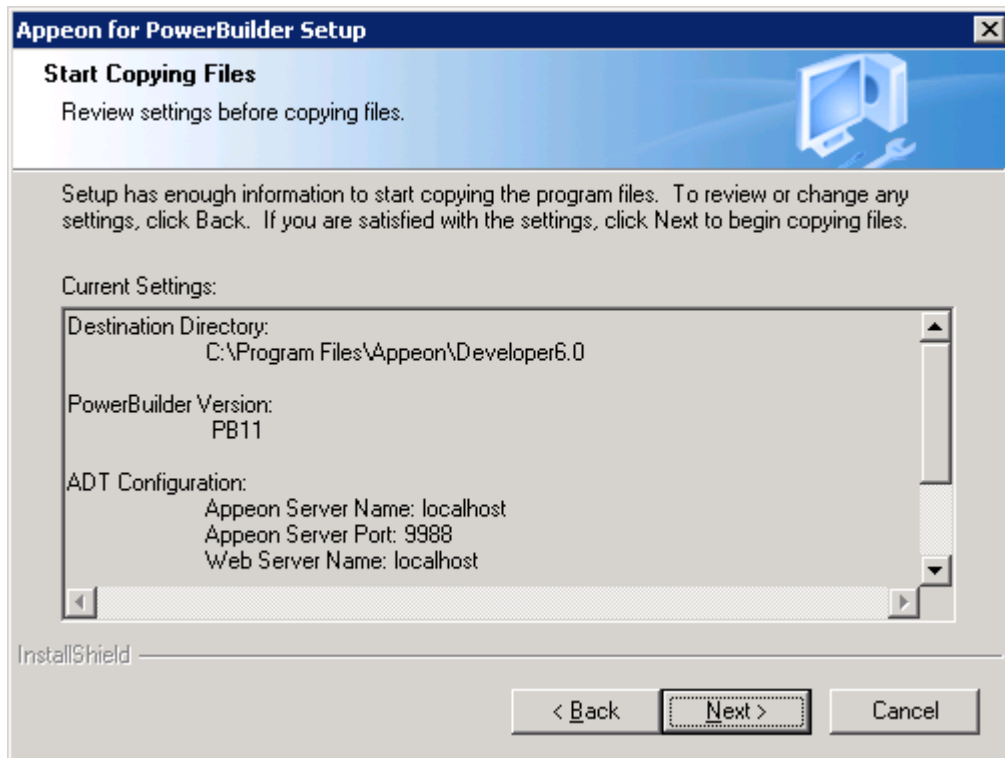 Appeon for PowerBuilder Setup
Start Copying Files
Review settings before copying files.
Setup has enough information to start copying the program files.  To review or change any
settings, click Back.  If you are satisfied with the settings, click Next to begin copying files.
Current Settings:
Destination Directory:
C:\Program Files\Appeon\Developer6.0
PowerBuilder Version:
PB11
ADT Configuration:
Appeon Server Name: localhost
Appeon Server Port: 9988
Web Server Name: localhost
InstallShield
< Back
Next >
Cancel